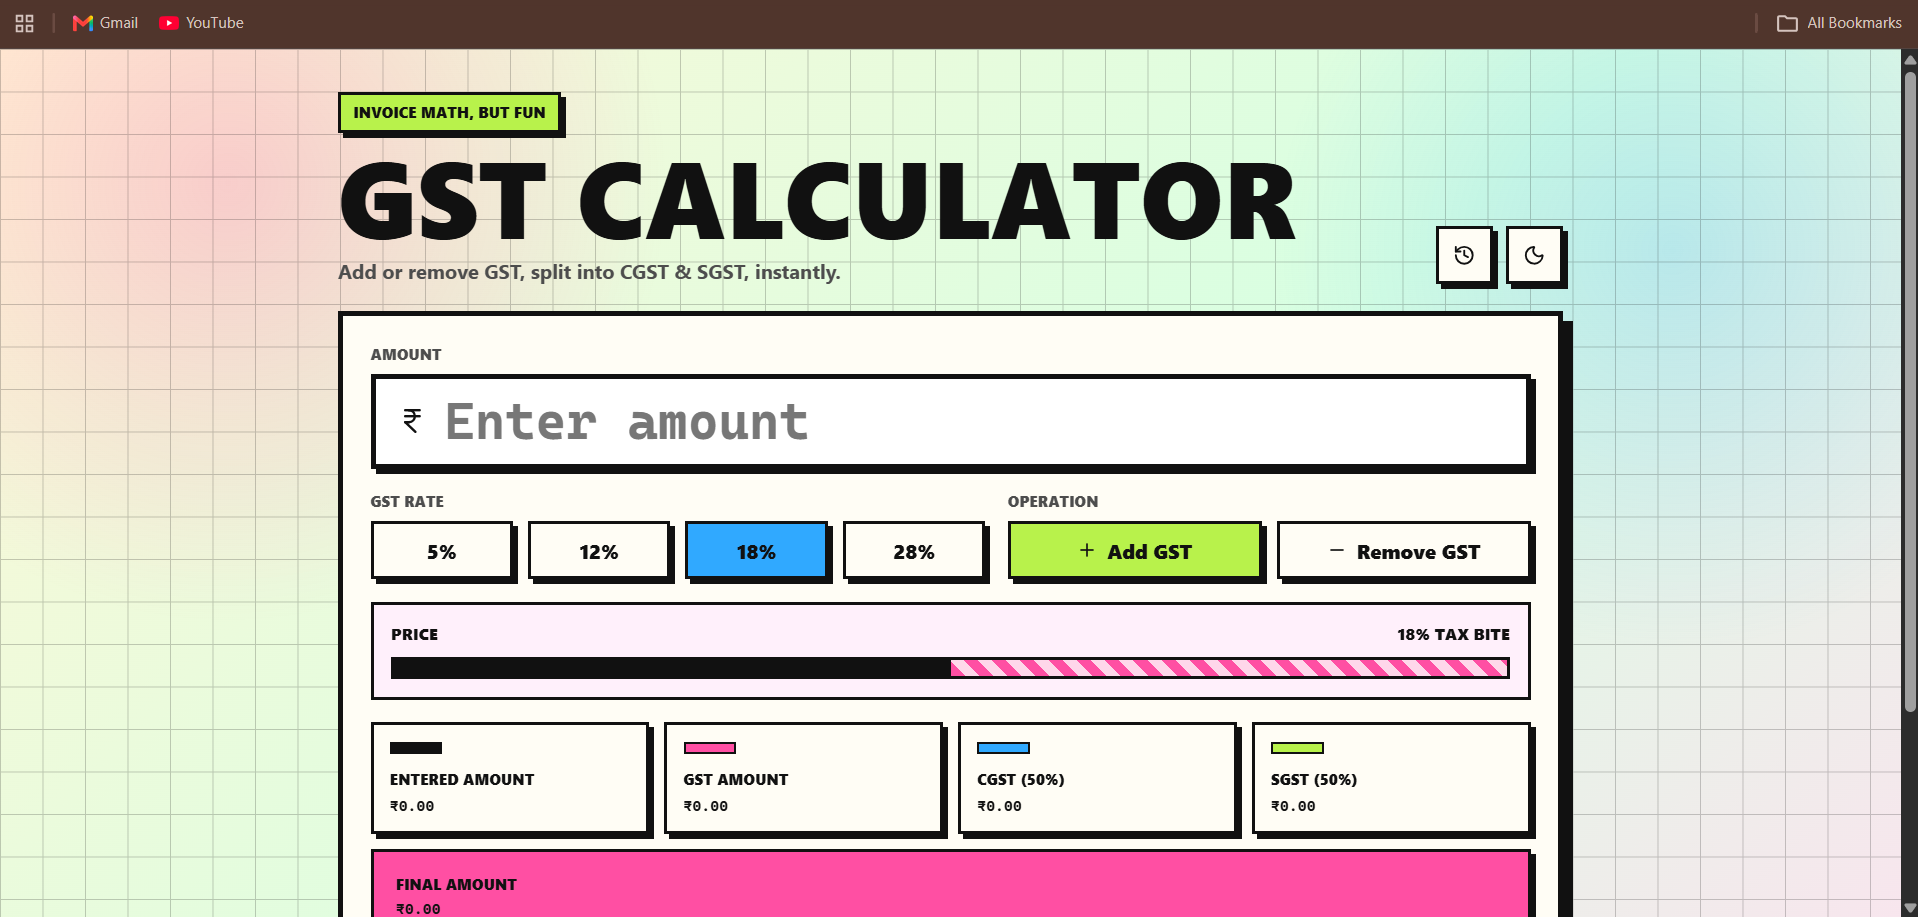 Gmail
YouTube
All Bookmarks
INVOICE MATH, BUT FUN
GST CALCULATOR
Add or remove GST, split into CGST & SGST, instantly.
AMOUNT
₹ Enter amount
GST RATE
OPERATION
5%
12%
18%
28%
+ Add GST
− Remove GST
PRICE
18% TAX BITE
ENTERED AMOUNT
₹0.00
GST AMOUNT
₹0.00
CGST (50%)
₹0.00
SGST (50%)
₹0.00
FINAL AMOUNT
₹0.00